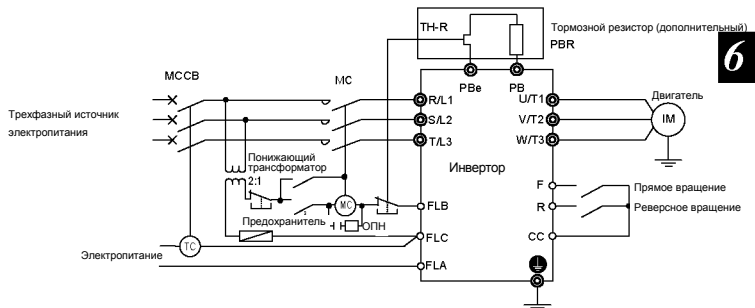 TH-R
Тормозной резистор (дополнительный)
PBR
6
MCCB
MC
PBe
PB
Двигатель
Трехфазный источник
электропитания
R/L1
U/T1
S/L2
V/T2
IM
T/L3
W/T3
Понижающий
трансформатор
2:1
Инвертор
F
Прямое вращение
MC
FLB
R
Реверсное вращение
Предохранитель
ОПН
FLC
CC
TC
Электропитание
FLA